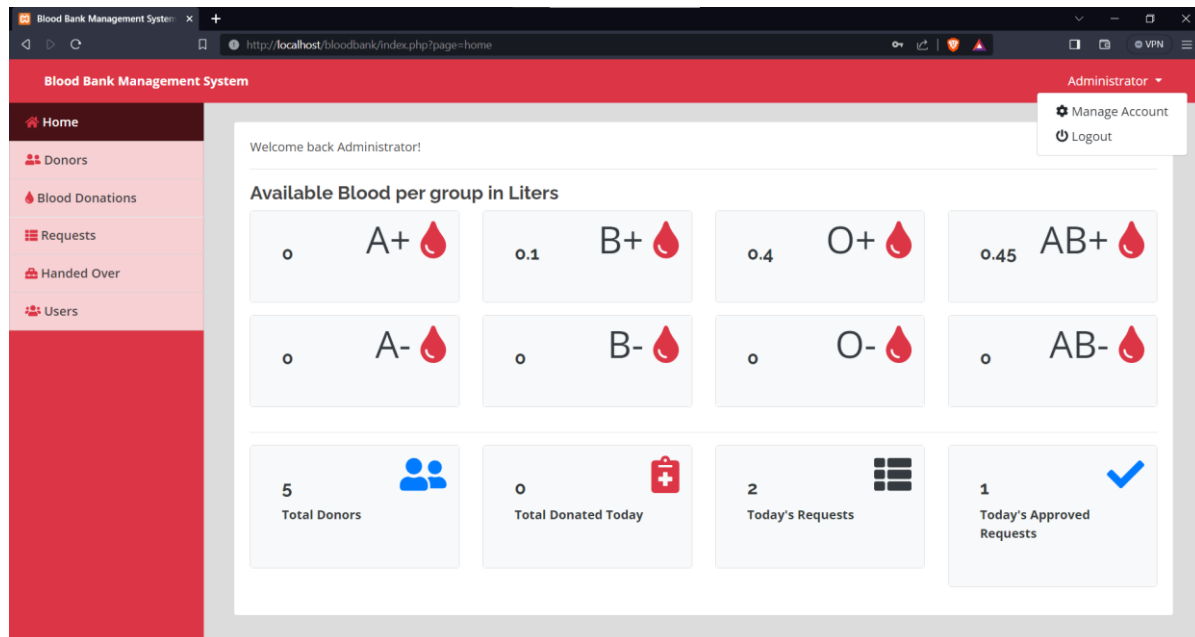 Blood Bank Management System
http://localhost/bloodbank/index.php?page=home
VPN
Blood Bank Management System
Administrator
Manage Account
Logout
Home
Donors
Blood Donations
Requests
Handed Over
Users
Welcome back Administrator!
Available Blood per group in Liters
0 A+
0.1 B+
0.4 O+
0.45 AB+
0 A-
0 B-
0 O-
0 AB-
5
Total Donors
0
Total Donated Today
2
Today's Requests
1
Today's Approved
Requests